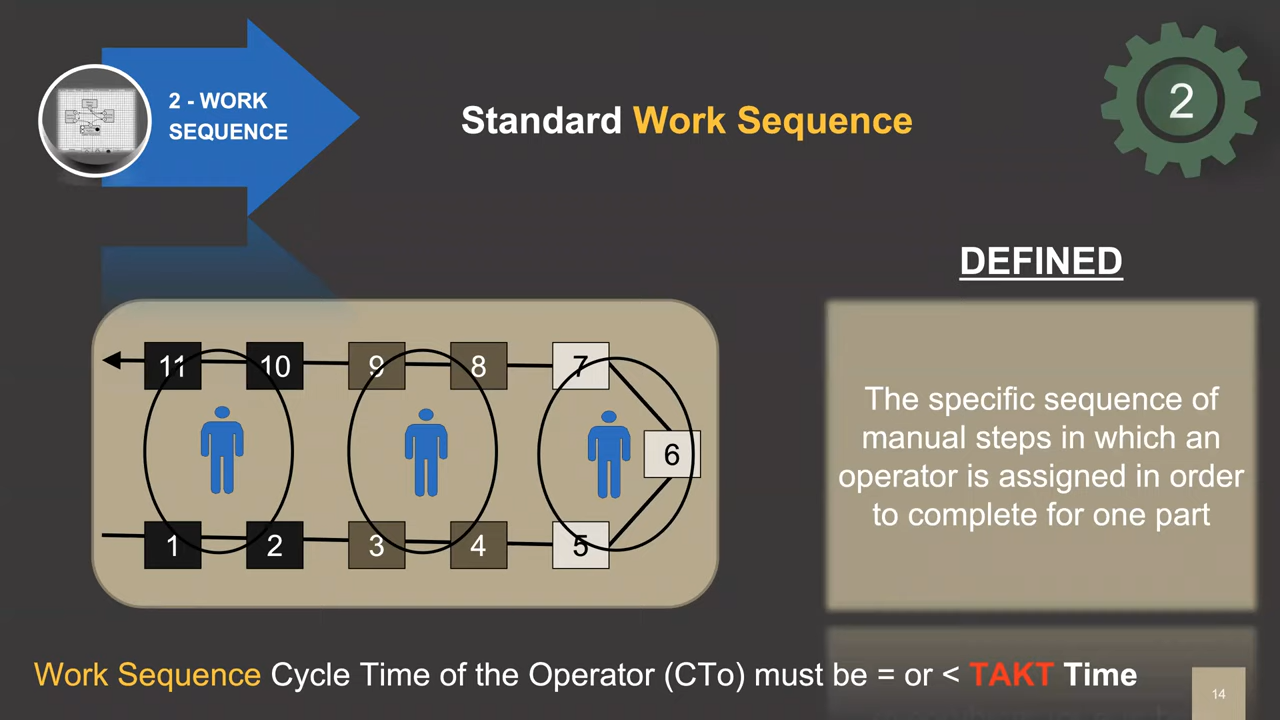 2 - WORK
SEQUENCE
Standard Work Sequence
2
DEFINED
11 10 9 8 7
6
1 2 3 4 5
The specific sequence of
manual steps in which an
operator is assigned in order
to complete for one part
Work Sequence Cycle Time of the Operator (CTo) must be = or < TAKT Time
14